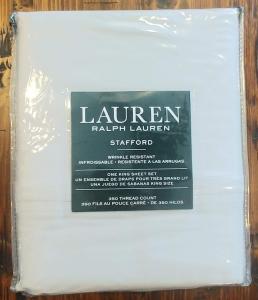 LAUREN
RALPH LAUREN
STAFFORD
WRINKLE RESISTANT
INFROISSABLE • RESISTENTE A LAS ARRUGAS
ONE KING SHEET SET
UN ENSEMBLE DE DRAPS POUR TRÈS GRAND LIT
UNA JUEGO DE SABANAS KING SIZE
350 THREAD COUNT
350 FILS AU POUCE CARRÉ • DE 350 HILOS